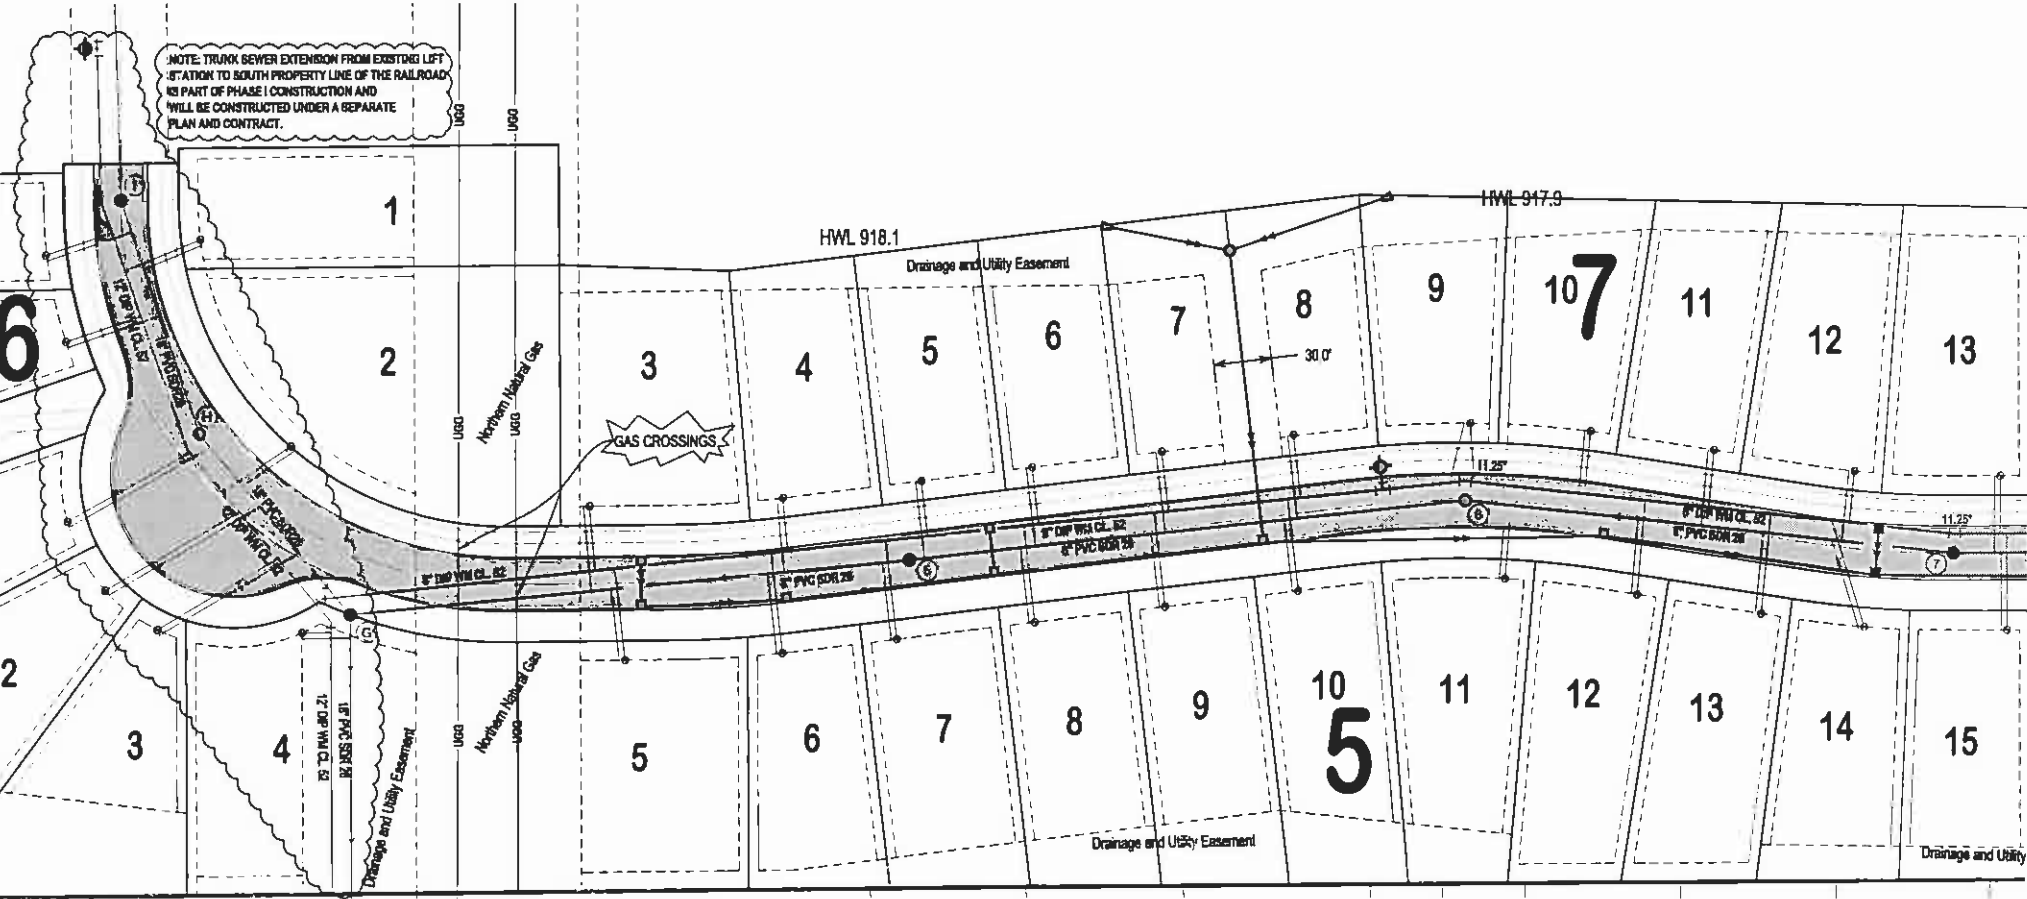 NOTE: TRUNK SEWER EXTENSION FROM EXISTING LIFT
STATION TO SOUTH PROPERTY LINE OF THE RAILROAD
IS PART OF PHASE I CONSTRUCTION AND
WILL BE CONSTRUCTED UNDER A SEPARATE
PLAN AND CONTRACT.
UGG
UGG
HWL 918.1
HWL 917.9
Drainage and Utility Easement
1
2
3
4
5
6
7
8
9
10
7
11
12
13
6
30.0'
Northern Natural Gas
UGG
UGG
GAS CROSSINGS
H
11.25°
11.25°
8" DIP WM CL. 52
8" PVC SDR 26
8" DIP WM CL. 52
8" PVC SDR 26
8" DIP WM CL. 52
8" PVC SDR 26
5
6
7
G
2
3
4
5
6
7
8
9
10
5
11
12
13
14
15
12" DIP WM CL. 52
18" PVC SDR 26
Drainage and Utility Easement
UGG
UGG
Northern Natural Gas
Drainage and Utility Easement
Drainage and Utility